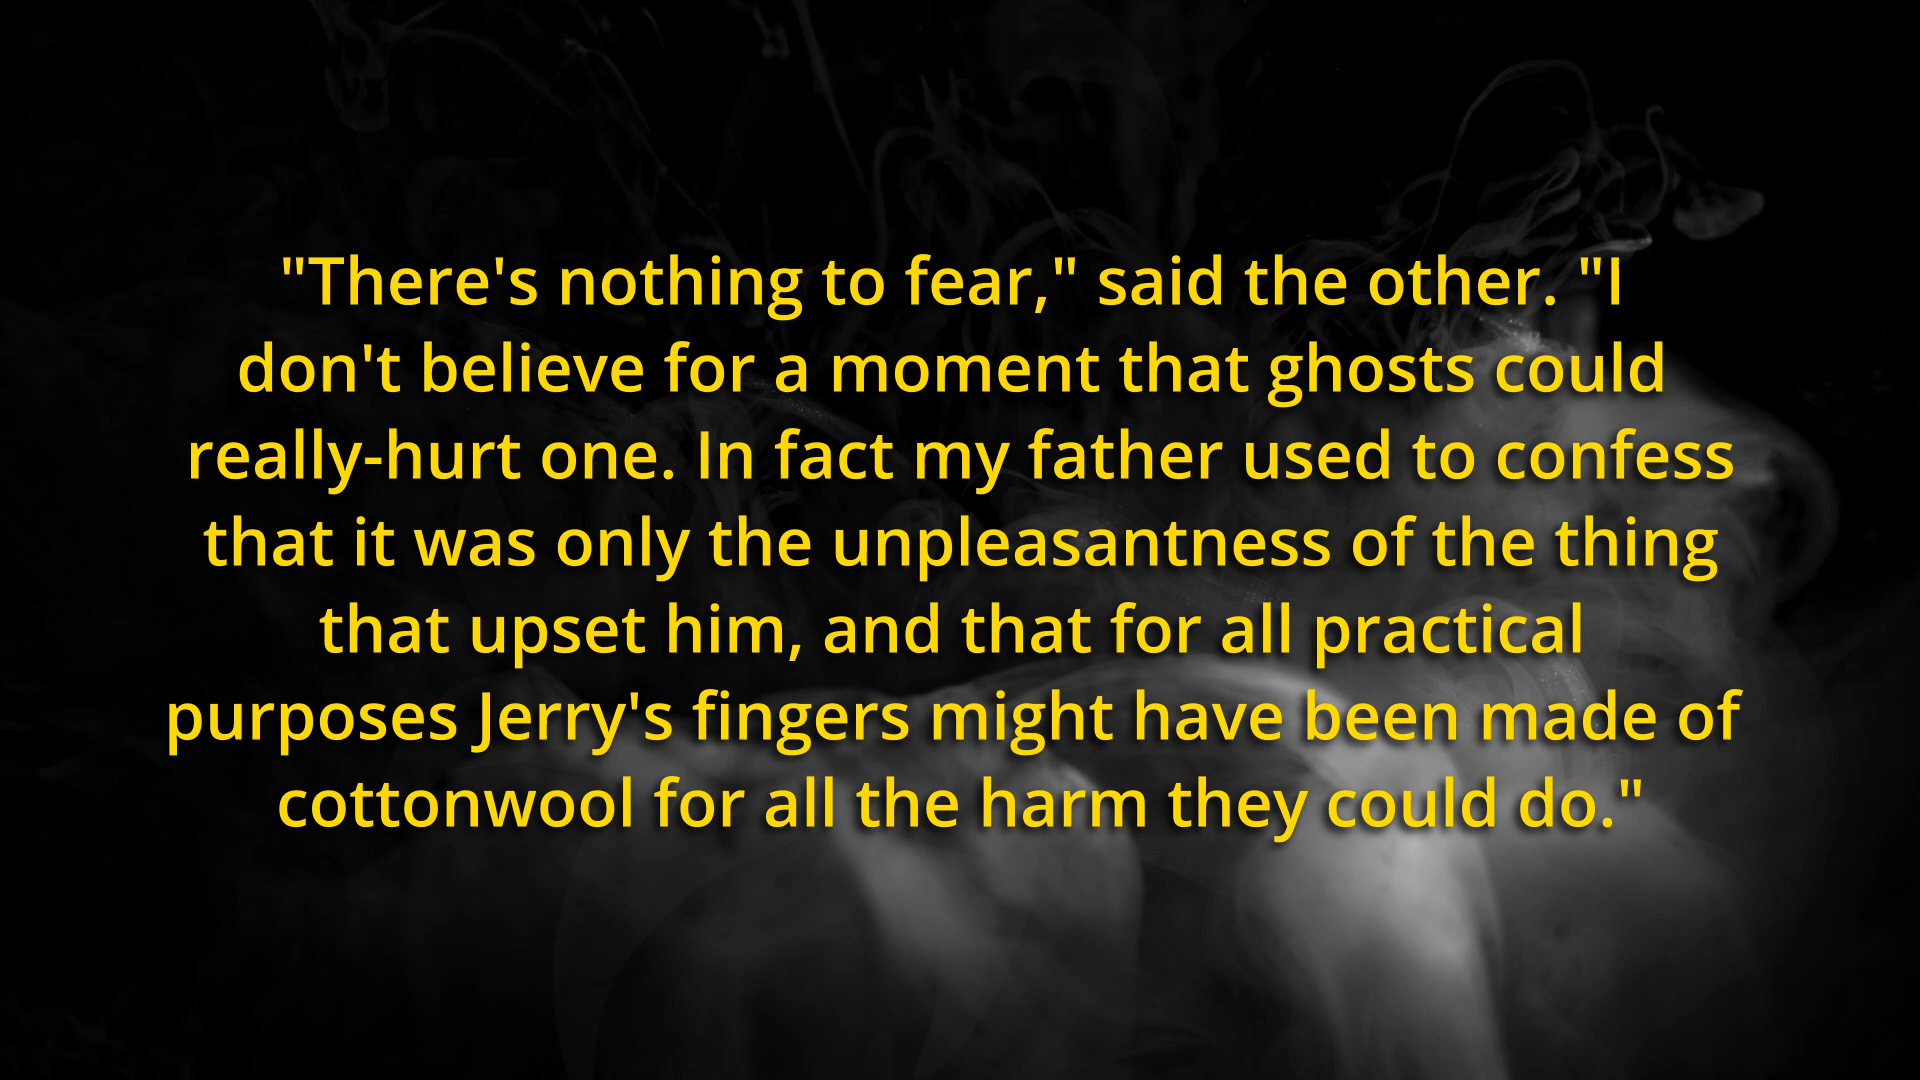 "There's nothing to fear," said the other. "I
don't believe for a moment that ghosts could
really-hurt one. In fact my father used to confess
that it was only the unpleasantness of the thing
that upset him, and that for all practical
purposes Jerry's fingers might have been made of
cottonwool for all the harm they could do."